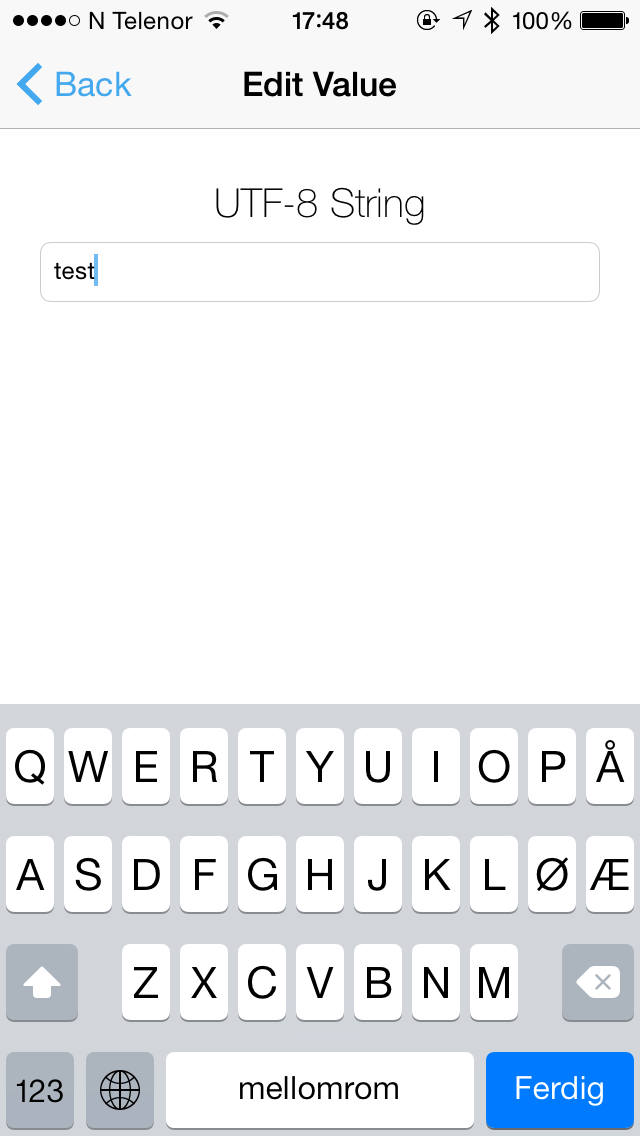 N Telenor 17:48 100%
Back Edit Value
UTF-8 String
test
Q W E R T Y U I O P Å
A S D F G H J K L Ø Æ
Z X C V B N M
123 mellomrom Ferdig